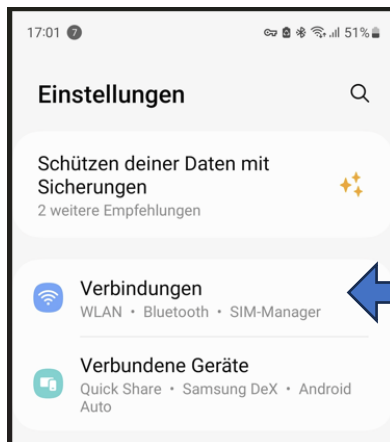 17:01 7 51%
Einstellungen
Schützen deiner Daten mit
Sicherungen
2 weitere Empfehlungen
Verbindungen
WLAN • Bluetooth • SIM-Manager
Verbundene Geräte
Quick Share • Samsung DeX • Android
Auto